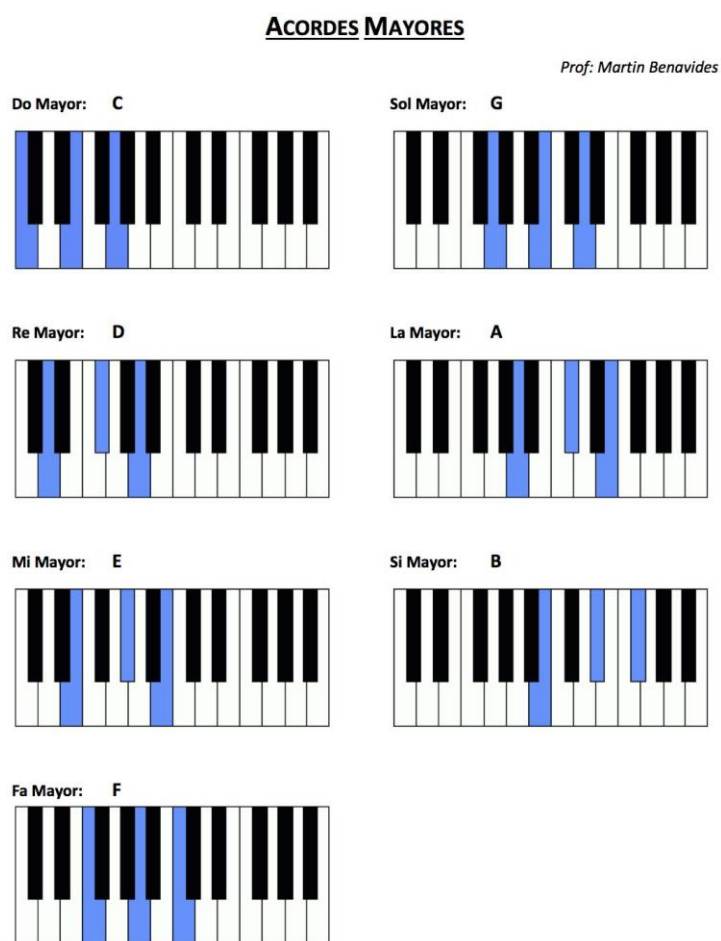 ACORDES MAYORES
Prof: Martin Benavides
Do Mayor: C
Sol Mayor: G
Re Mayor: D
La Mayor: A
Mi Mayor: E
Si Mayor: B
Fa Mayor: F